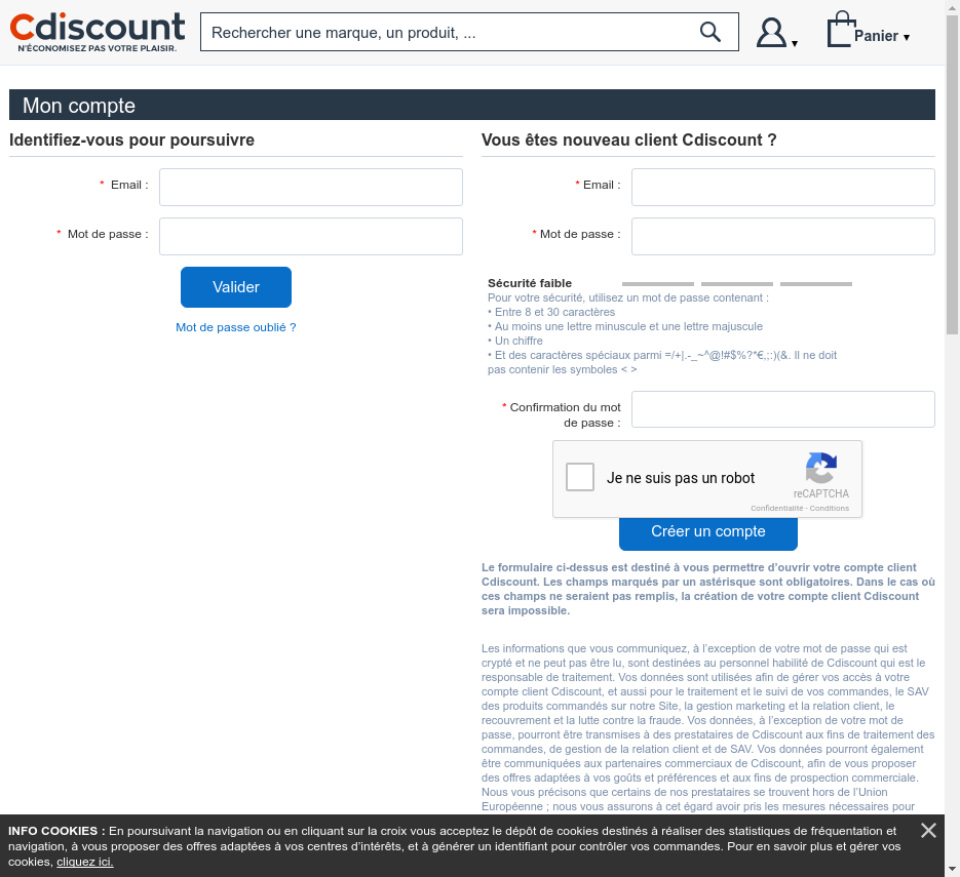 Cdiscount
N'ÉCONOMISEZ PAS VOTRE PLAISIR.
Rechercher une marque, un produit, ...
Panier
Mon compte
Identifiez-vous pour poursuivre
* Email :
* Mot de passe :
Valider
Mot de passe oublié ?
Vous êtes nouveau client Cdiscount ?
* Email :
* Mot de passe :
Sécurité faible
Pour votre sécurité, utilisez un mot de passe contenant :
• Entre 8 et 30 caractères
• Au moins une lettre minuscule et une lettre majuscule
• Un chiffre
• Et des caractères spéciaux parmi =/+|.-_~^@!#$%?*€,;:)(&. Il ne doit
pas contenir les symboles < >
* Confirmation du mot
de passe :
Je ne suis pas un robot
reCAPTCHA
Confidentialité - Conditions
Créer un compte
Le formulaire ci-dessus est destiné à vous permettre d'ouvrir votre compte client
Cdiscount. Les champs marqués par un astérisque sont obligatoires. Dans le cas où
ces champs ne seraient pas remplis, la création de votre compte client Cdiscount
sera impossible.
Les informations que vous communiquez, à l'exception de votre mot de passe qui est
crypté et ne peut pas être lu, sont destinées au personnel habilité de Cdiscount qui est le
responsable de traitement. Vos données sont utilisées afin de gérer vos accès à votre
compte client Cdiscount, et aussi pour le traitement et le suivi de vos commandes, le SAV
des produits commandés sur notre Site, la gestion marketing et la relation client, le
recouvrement et la lutte contre la fraude. Vos données, à l'exception de votre mot de
passe, pourront être transmises à des prestataires de Cdiscount aux fins de traitement des
commandes, de gestion de la relation client et de SAV. Vos données pourront également
être communiquées aux partenaires commerciaux de Cdiscount, afin de vous proposer
des offres adaptées à vos goûts et préférences et aux fins de prospection commerciale.
Nous vous précisons que certains de nos prestataires se trouvent hors de l'Union
Européenne ; nous vous assurons à cet égard avoir pris les mesures nécessaires pour
INFO COOKIES : En poursuivant la navigation ou en cliquant sur la croix vous acceptez le dépôt de cookies destinés à réaliser des statistiques de fréquentation et
navigation, à vous proposer des offres adaptées à vos centres d'intérêts, et à générer un identifiant pour contrôler vos commandes. Pour en savoir plus et gérer vos
cookies, cliquez ici.